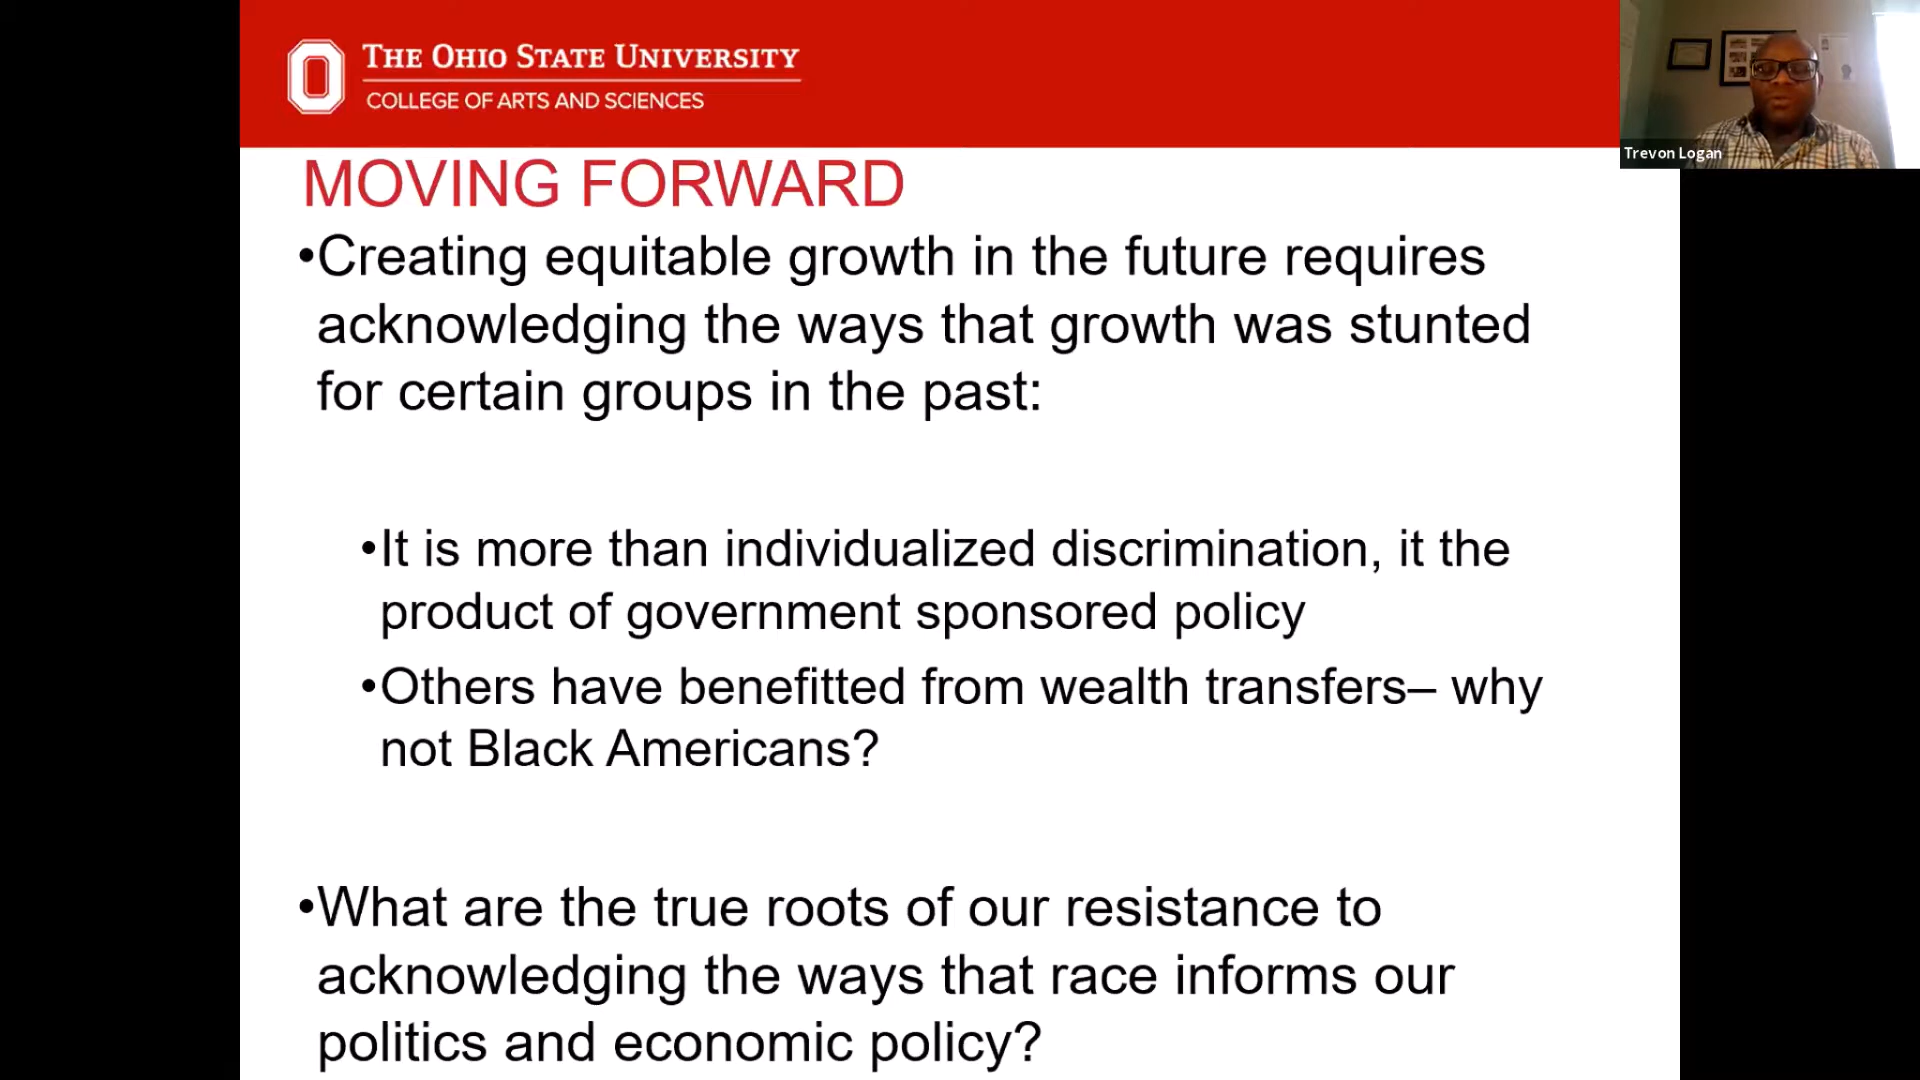 THE OHIO STATE UNIVERSITY
COLLEGE OF ARTS AND SCIENCES
Trevon Logan
MOVING FORWARD
•Creating equitable growth in the future requires
acknowledging the ways that growth was stunted
for certain groups in the past:
•It is more than individualized discrimination, it the
product of government sponsored policy
•Others have benefitted from wealth transfers– why
not Black Americans?
•What are the true roots of our resistance to
acknowledging the ways that race informs our
politics and economic policy?